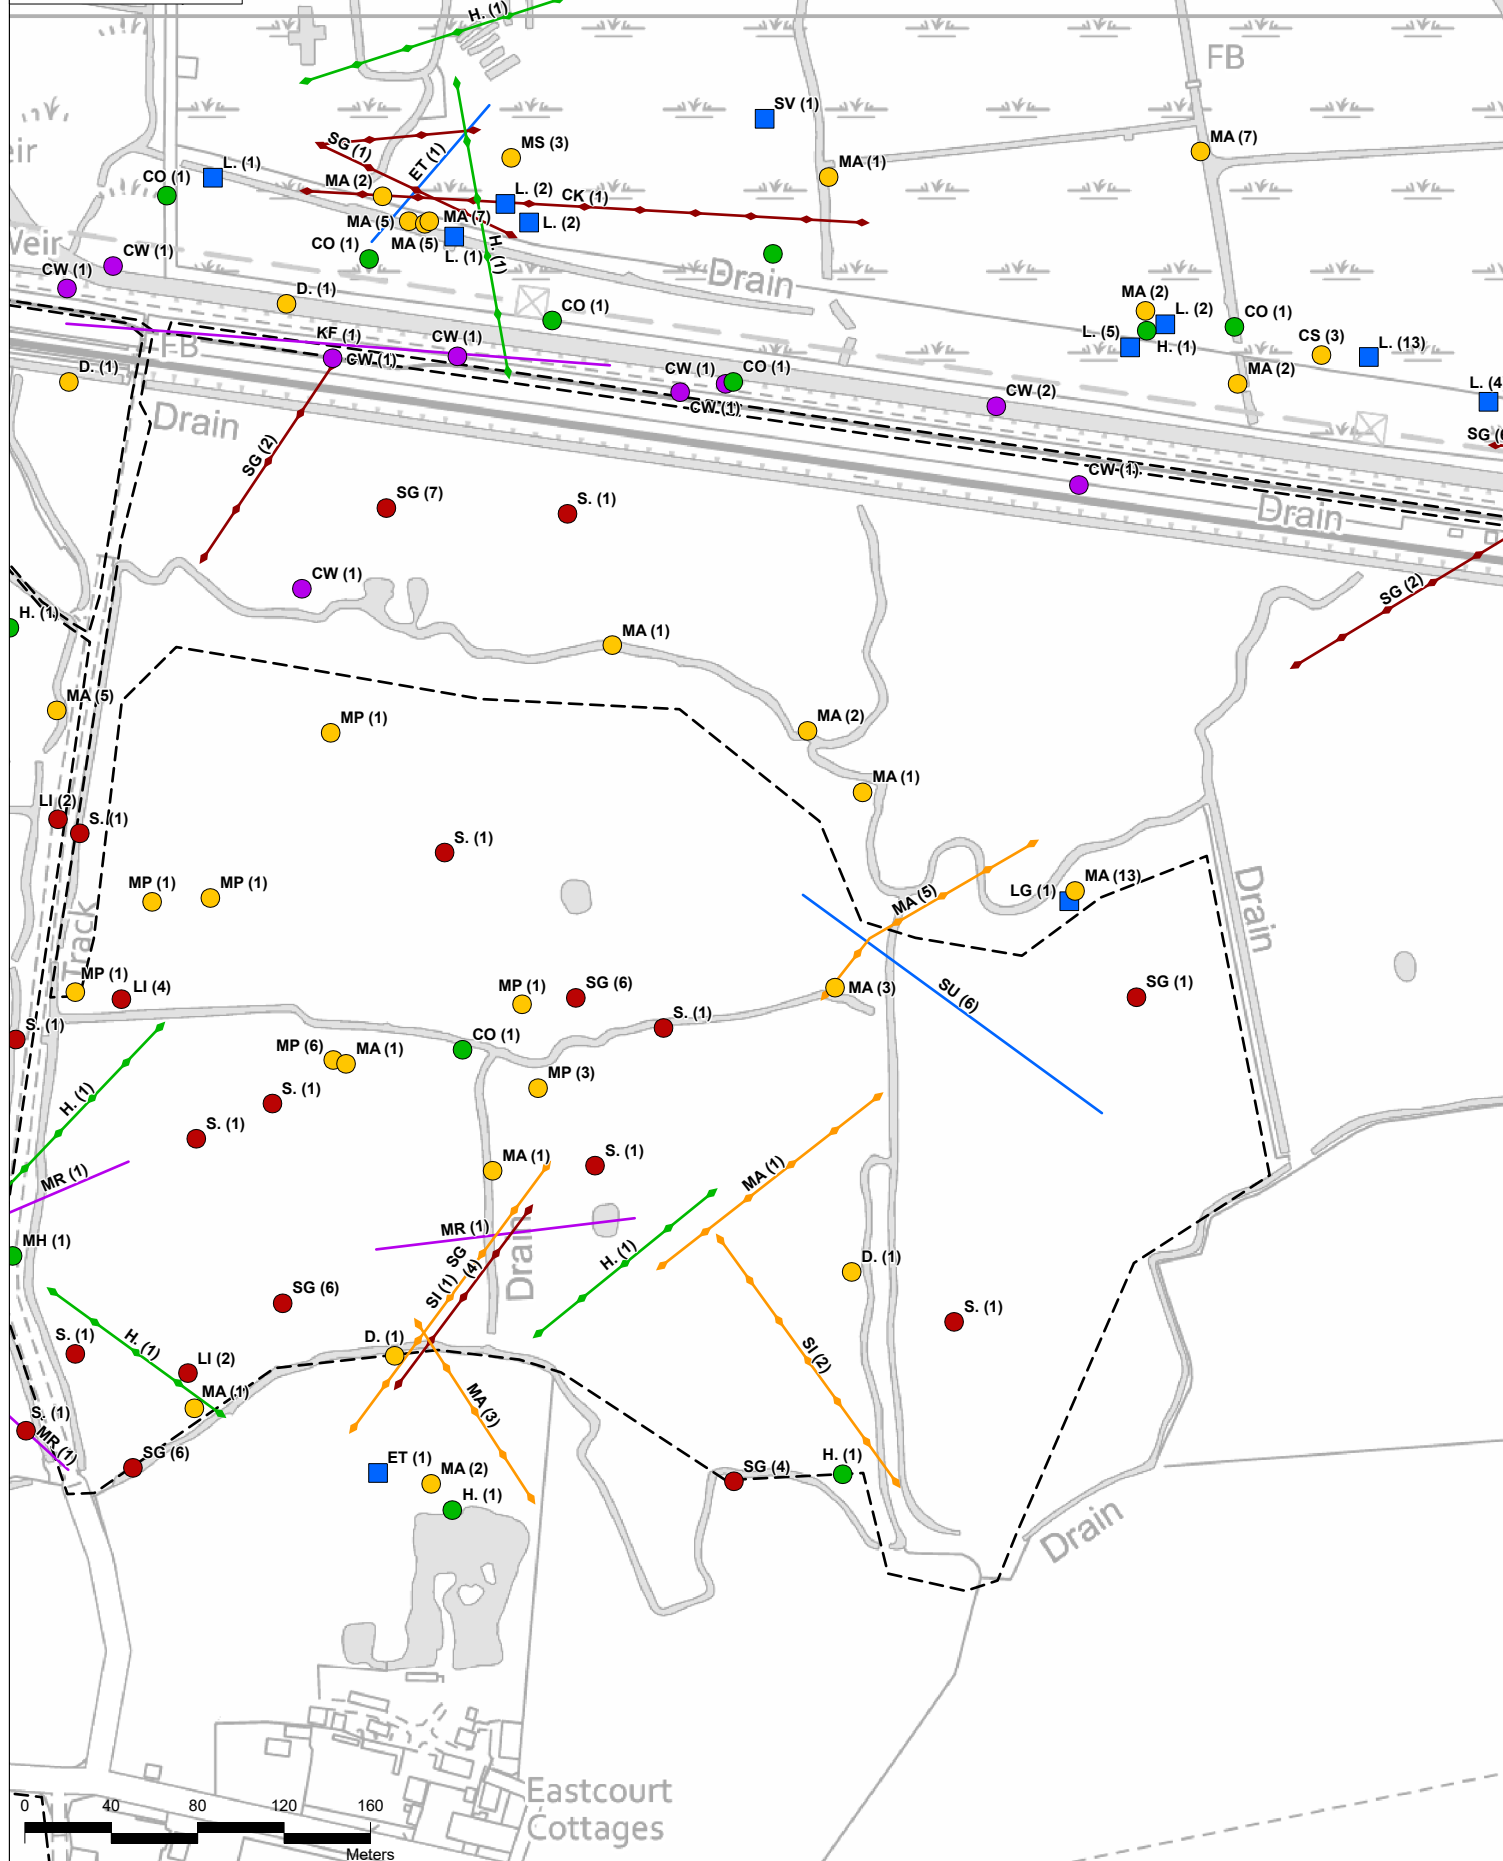 H. (1)
FB
SV (1)
MA (7)
SG (1)
ET (1)
MS (3)
MA (1)
L. (1)
CO (1)
MA (2)
L. (2)
CK (1)
MA (5)
MA (7)
L. (2)
MA (5)
L. (1)
H. (1)
CO (1)
Weir
CW (1)
CW (1)
Drain
D. (1)
CO (1)
MA (2)
L. (2)
L. (5)
H. (1)
CO (1)
CS (3)
L. (13)
KF (1)
CW (1)
CW (1)
FB
D. (1)
CW (1)
CO (1)
CW (1)
CW (2)
MA (2)
L. (4
Drain
SG (2)
SG (6
CW (1)
SG (7)
S. (1)
Drain
CW (1)
SG (2)
H. (1)
MA (1)
MA (5)
MP (1)
MA (2)
MA (1)
LI (2)
S. (1)
S. (1)
MP (1)
MP (1)
MA (5)
LG (1)
MA (13)
Drain
Track
MP (1)
LI (4)
MP (1)
SG (6)
MA (3)
SU (6)
SG (1)
S. (1)
S. (1)
CO (1)
MP (6)
MA (1)
MP (3)
H. (1)
S. (1)
S. (1)
MR (1)
MA (1)
S. (1)
MA (1)
MR (1)
Drain
MH (1)
SG
(4)
SI (1)
H. (1)
D. (1)
SG (6)
S. (1)
S. (1)
H. (1)
LI (2)
D. (1)
SI (2)
MA (1)
MA (3)
S. (1)
MR (1)
SG (6)
ET (1)
MA (2)
H. (1)
SG (4)
H. (1)
Drain
Eastcourt
Cottages
0 40 80 120 160
Meters